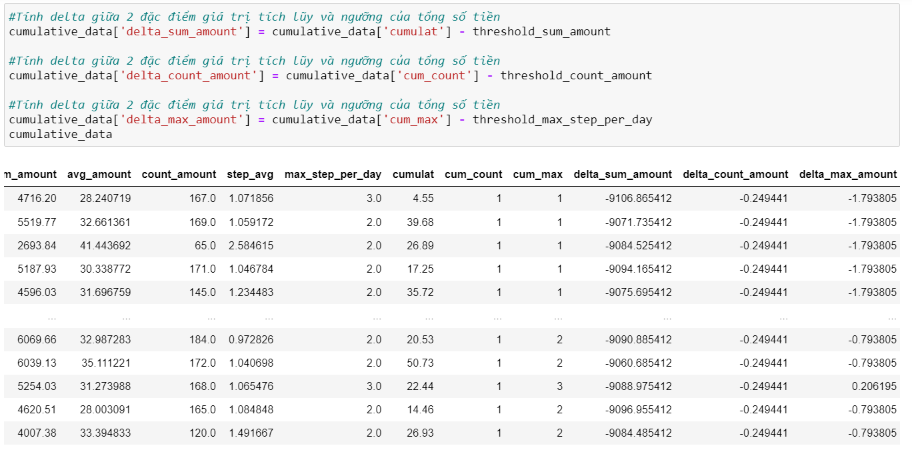 #Tính delta giữa 2 đặc điểm giá trị tích lũy và ngưỡng của tổng số tiền
cumulative_data['delta_sum_amount'] = cumulative_data['cumulat'] - threshold_sum_amount
#Tính delta giữa 2 đặc điểm giá trị tích lũy và ngưỡng của tổng số tiền
cumulative_data['delta_count_amount'] = cumulative_data['cum_count'] - threshold_count_amount
#Tính delta giữa 2 đặc điểm giá trị tích lũy và ngưỡng của tổng số tiền
cumulative_data['delta_max_amount'] = cumulative_data['cum_max'] - threshold_max_step_per_day
cumulative_data
m_amount avg_amount count_amount step_avg max_step_per_day cumulat cum_count cum_max delta_sum_amount delta_count_amount delta_max_amount
4716.20 28.240719 167.0 1.071856 3.0 4.55 1 1 -9106.865412 -0.249441 -1.793805
5519.77 32.661361 169.0 1.059172 2.0 39.68 1 1 -9071.735412 -0.249441 -1.793805
2693.84 41.443692 65.0 2.584615 2.0 26.89 1 1 -9084.525412 -0.249441 -1.793805
5187.93 30.338772 171.0 1.046784 2.0 17.25 1 1 -9094.165412 -0.249441 -1.793805
4596.03 31.696759 145.0 1.234483 2.0 35.72 1 1 -9075.695412 -0.249441 -1.793805
... ... ... ... ... ... ... ... ... ... ...
6069.66 32.987283 184.0 0.972826 2.0 20.53 1 2 -9090.885412 -0.249441 -0.793805
6039.13 35.111221 172.0 1.040698 2.0 50.73 1 2 -9060.685412 -0.249441 -0.793805
5254.03 31.273988 168.0 1.065476 3.0 22.44 1 3 -9088.975412 -0.249441 0.206195
4620.51 28.003091 165.0 1.084848 2.0 14.46 1 2 -9096.955412 -0.249441 -0.793805
4007.38 33.394833 120.0 1.491667 2.0 26.93 1 2 -9084.485412 -0.249441 -0.793805